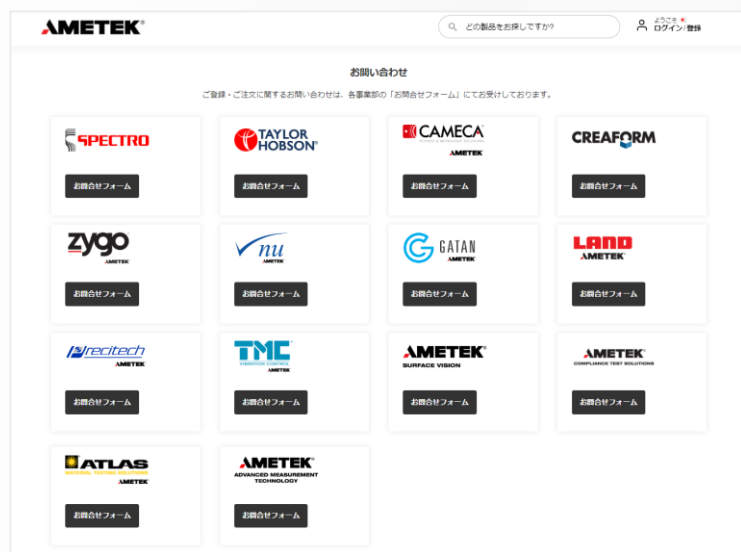 AMETEK®
どの製品をお探しですか?
ようこそ
ログイン/登録
お問い合わせ
ご登録・ご注文に関するお問い合わせは、各事業部の「お問合せフォーム」にてお受けしております。
SPECTRO
お問合せフォーム
TAYLOR
HOBSON®
お問合せフォーム
CAMECA®
AMETEK
お問合せフォーム
CREAFORM
お問合せフォーム
zygo
AMETEK
お問合せフォーム
nu
AMETEK
お問合せフォーム
GATAN
AMETEK
お問合せフォーム
LAND
AMETEK
お問合せフォーム
Precitech
AMETEK
お問合せフォーム
TMC
VIBRATION CONTROL
AMETEK
お問合せフォーム
AMETEK®
SURFACE VISION
お問合せフォーム
AMETEK
COMPLIANCE TEST SOLUTIONS
お問合せフォーム
ATLAS
MATERIAL TESTING SOLUTIONS
AMETEK
お問合せフォーム
AMETEK®
ADVANCED MEASUREMENT
TECHNOLOGY
お問合せフォーム